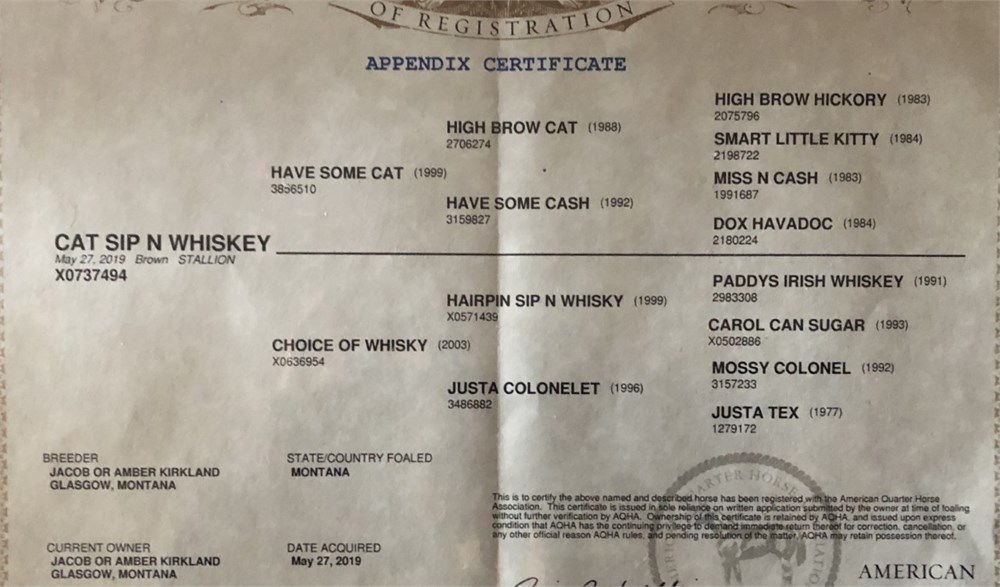 OF REGISTRATION
APPENDIX CERTIFICATE
HIGH BROW HICKORY (1983)
2075796
HIGH BROW CAT (1988)
2706274
SMART LITTLE KITTY (1984)
2198722
HAVE SOME CAT (1999)
3856510
MISS N CASH (1983)
1991687
HAVE SOME CASH (1992)
3159827
DOX HAVADOC (1984)
2180224
CAT SIP N WHISKEY
May 27, 2019 Brown STALLION
X0737494
PADDYS IRISH WHISKEY (1991)
2983308
HAIRPIN SIP N WHISKY (1999)
X0571439
CAROL CAN SUGAR (1993)
X0502886
CHOICE OF WHISKY (2003)
X0636954
MOSSY COLONEL (1992)
3157233
JUSTA COLONELET (1996)
3486882
JUSTA TEX (1977)
1279172
BREEDER
JACOB OR AMBER KIRKLAND
GLASGOW, MONTANA
STATE/COUNTRY FOALED
MONTANA
This is to certify the above named and described horse has been registered with the American Quarter Horse
Association. This certificate is issued in sole reliance on written application submitted by the owner at time of foaling
without further verification by AQHA. Ownership of this certificate is retained by AQHA, and issued upon express
condition that AQHA has the continuing privilege to demand immediate return thereof for correction, cancellation, or
any other official reason AQHA rules, and pending resolution of the matter, AQHA may retain possession thereof.
CURRENT OWNER
JACOB OR AMBER KIRKLAND
GLASGOW, MONTANA
DATE ACQUIRED
May 27, 2019
AMERICAN